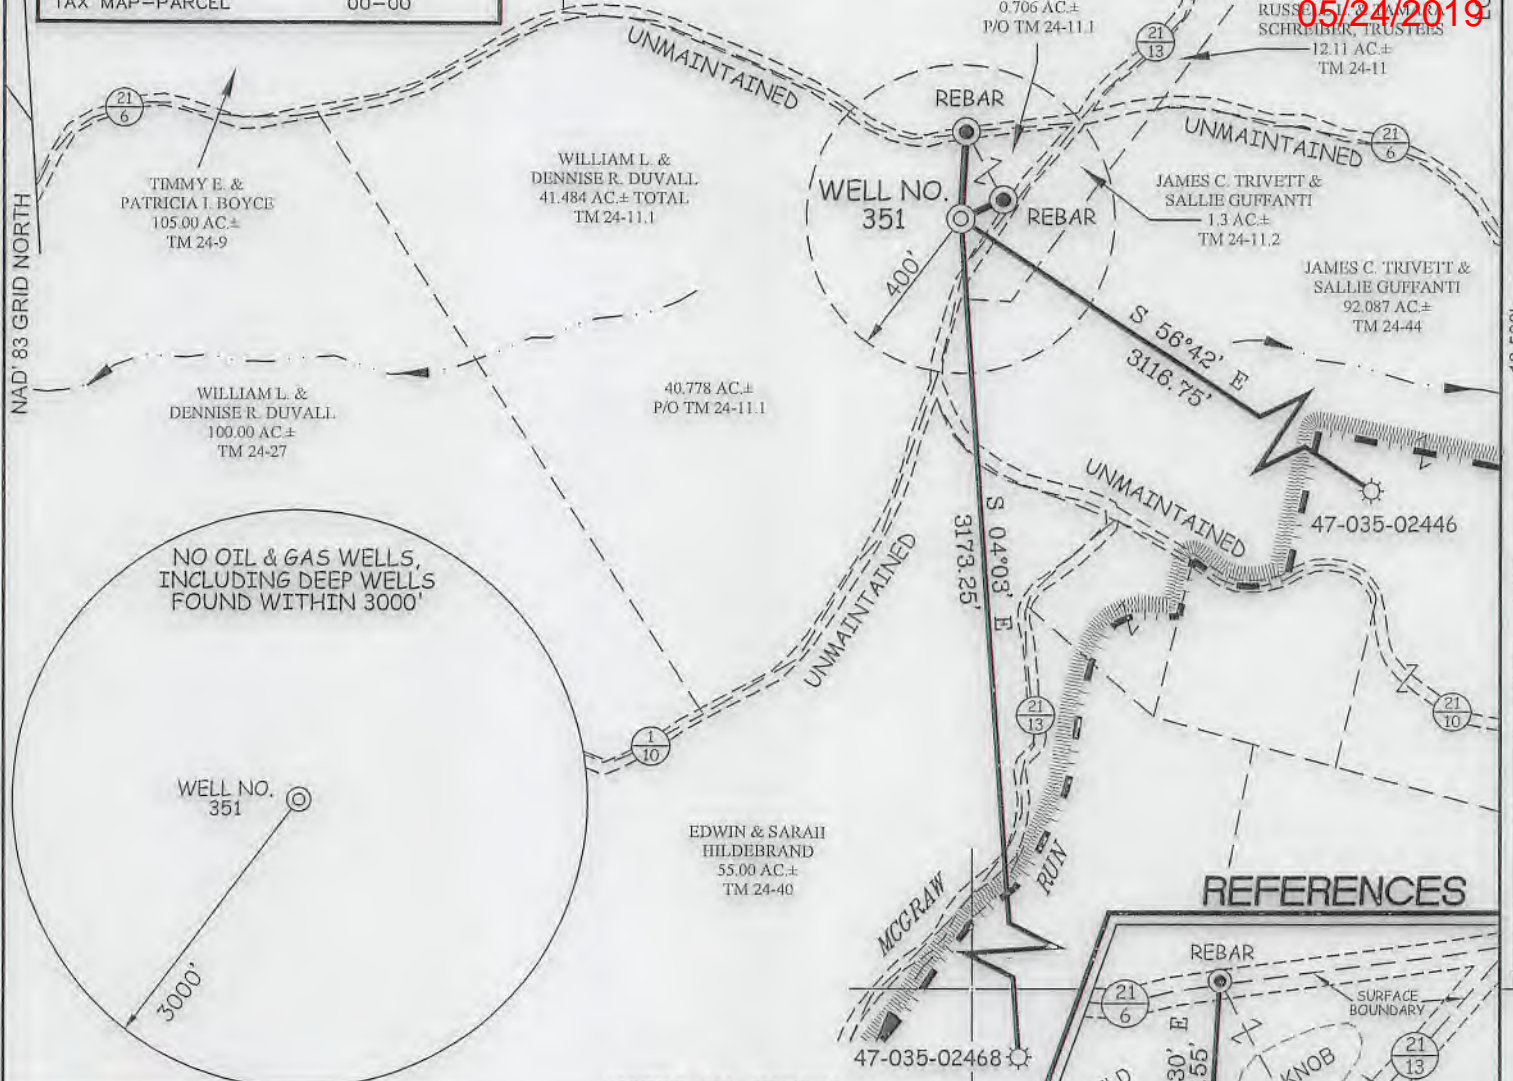 TAX MAP-PARCEL 00-00
0.706 AC.±
P/O TM 24-11.1
21
13
05/24/2019
SCHREIBER, TRUSTEES
12.11 AC.±
TM 24-11
21
6
UNMAINTAINED
REBAR
UNMAINTAINED
21
6
TIMMY E. &
PATRICIA I. BOYCE
105.00 AC.±
TM 24-9
WILLIAM L. &
DENNISE R. DUVALL
41.484 AC.± TOTAL
TM 24-11.1
WELL NO.
351
REBAR
JAMES C. TRIVETT &
SALLIE GUFFANTI
1.3 AC.±
TM 24-11.2
NAD' 83 GRID NORTH
400'
JAMES C. TRIVETT &
SALLIE GUFFANTI
92.087 AC.±
TM 24-44
S 56°42' E
3116.75'
WILLIAM L. &
DENNISE R. DUVALL
100.00 AC.±
TM 24-27
40.778 AC.±
P/O TM 24-11.1
UNMAINTAINED
47-035-02446
S 04°03' E
3173.25'
UNMAINTAINED
NO OIL & GAS WELLS,
INCLUDING DEEP WELLS
FOUND WITHIN 3000'
21
13
21
10
1
10
WELL NO.
351
3000'
EDWIN & SARAH
HILDEBRAND
55.00 AC.±
TM 24-40
MCGRAW
RUN
47-035-02468
REFERENCES
REBAR
21
6
SURFACE
BOUNDARY
21
13
KNOB
30' E
55'